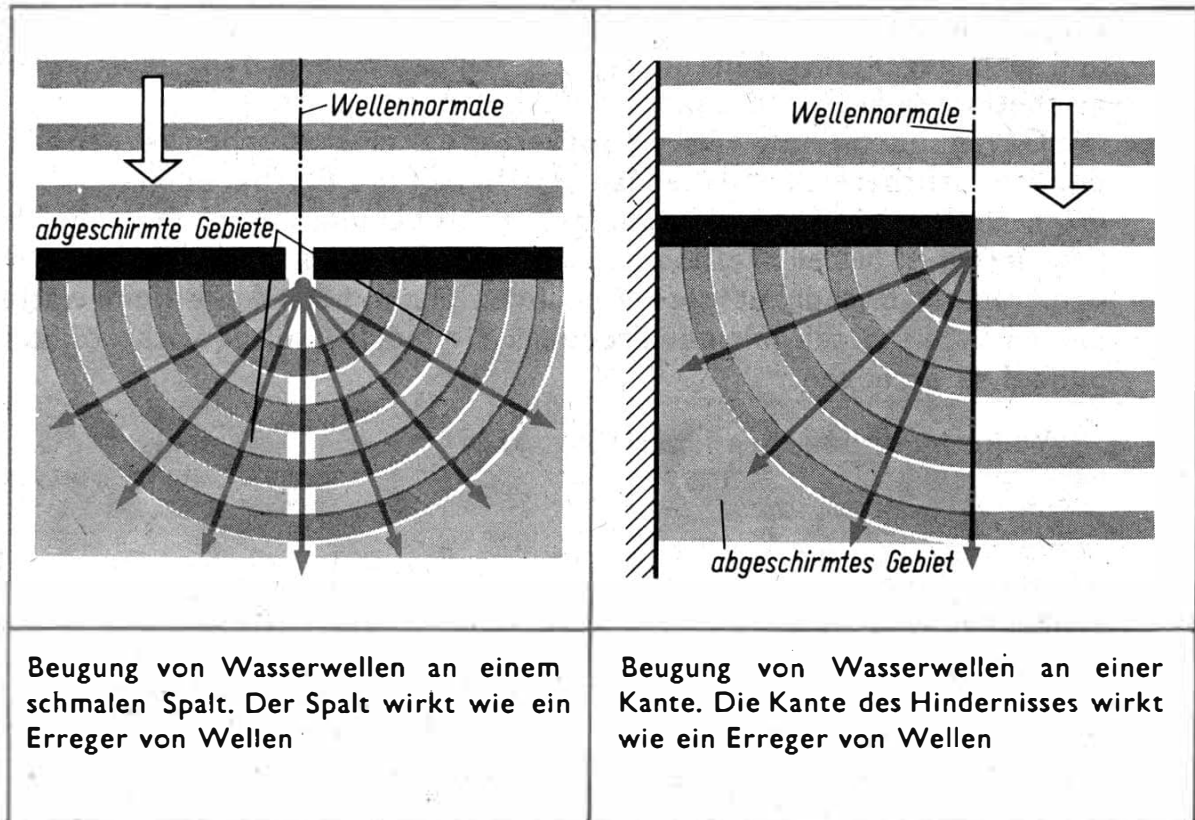 Wellennormale
abgeschirmte Gebiete
Wellennormale
abgeschirmtes Gebiet
Beugung von Wasserwellen an einem
schmalen Spalt. Der Spalt wirkt wie ein
Erreger von Wellen
Beugung von Wasserwellen an einer
Kante. Die Kante des Hindernisses wirkt
wie ein Erreger von Wellen